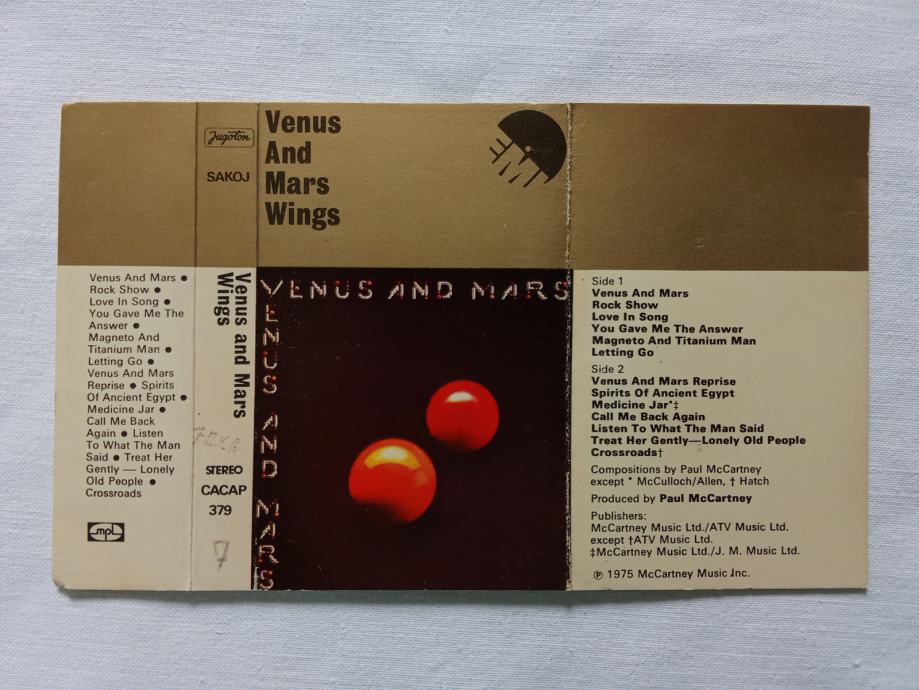 Venus And Mars ●
Rock Show ●
Love In Song ●
You Gave Me The
Answer ●
Magneto And
Titanium Man ●
Letting Go ●
Venus And Mars
Reprise ● Spirits
Of Ancient Egypt ●
Medicine Jar ●
Call Me Back
Again ● Listen
To What The Man
Said ● Treat Her
Gently — Lonely
Old People ●
Crossroads
mpl
Jugoton
SAKOJ
Venus and Mars
Wings
STEREO
CACAP
379
7
Venus
And
Mars
Wings
EMI
VENUS AND MARS
VENUS AND MARS
Side 1
Venus And Mars
Rock Show
Love In Song
You Gave Me The Answer
Magneto And Titanium Man
Letting Go
Side 2
Venus And Mars Reprise
Spirits Of Ancient Egypt
Medicine Jar*‡
Call Me Back Again
Listen To What The Man Said
Treat Her Gently—Lonely Old People
Crossroads†
Compositions by Paul McCartney
except * McCulloch/Allen, † Hatch
Produced by Paul McCartney
Publishers:
McCartney Music Ltd./ATV Music Ltd.
except †ATV Music Ltd.
‡McCartney Music Ltd./J. M. Music Ltd.
℗ 1975 McCartney Music Inc.